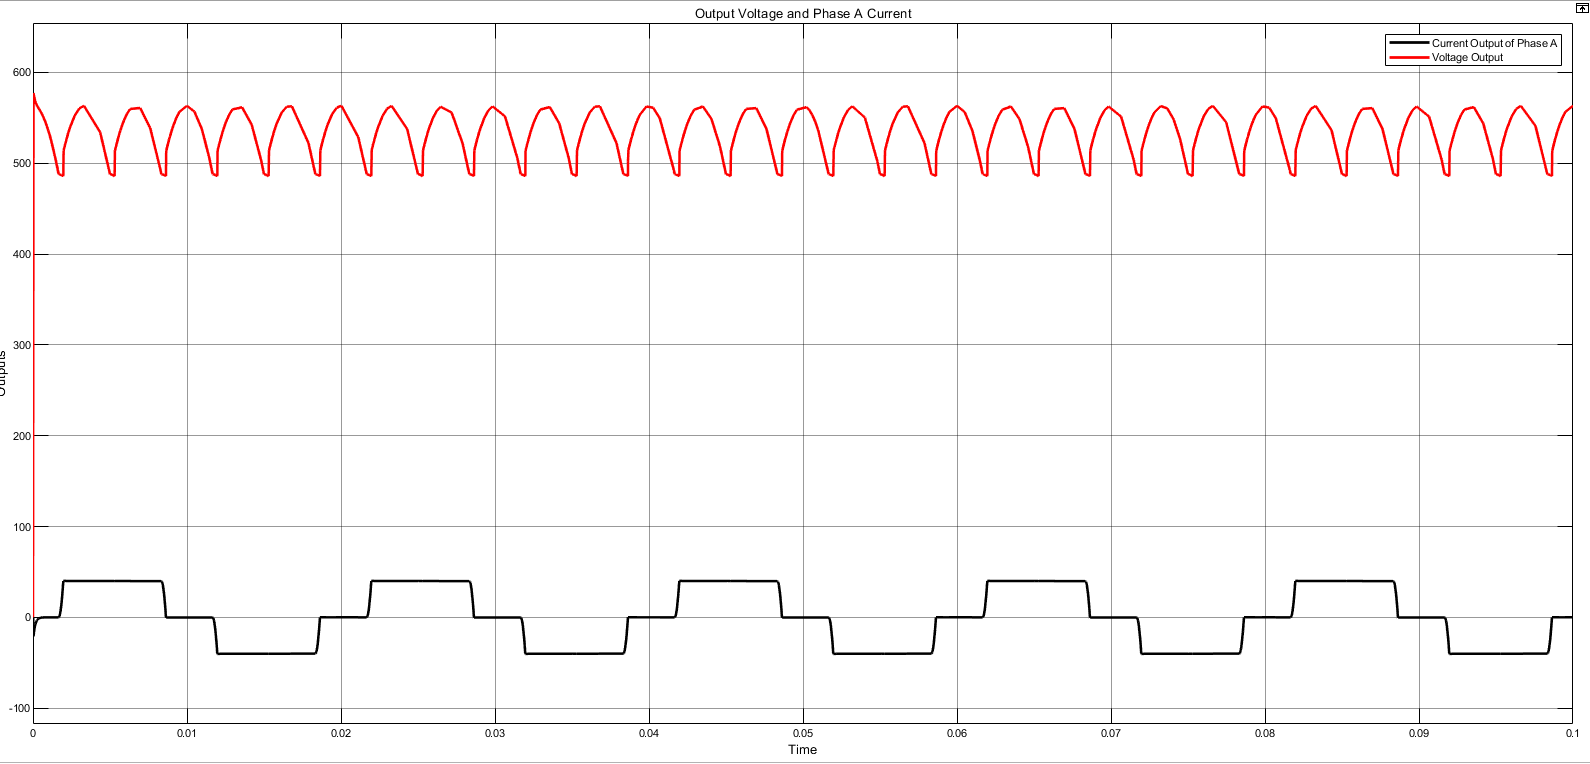 Output Voltage and Phase A Current
Current Output of Phase A
Voltage Output
600
500
400
300
Outputs
200
100
0
-100
0 0.01 0.02 0.03 0.04 0.05 0.06 0.07 0.08 0.09 0.1
Time